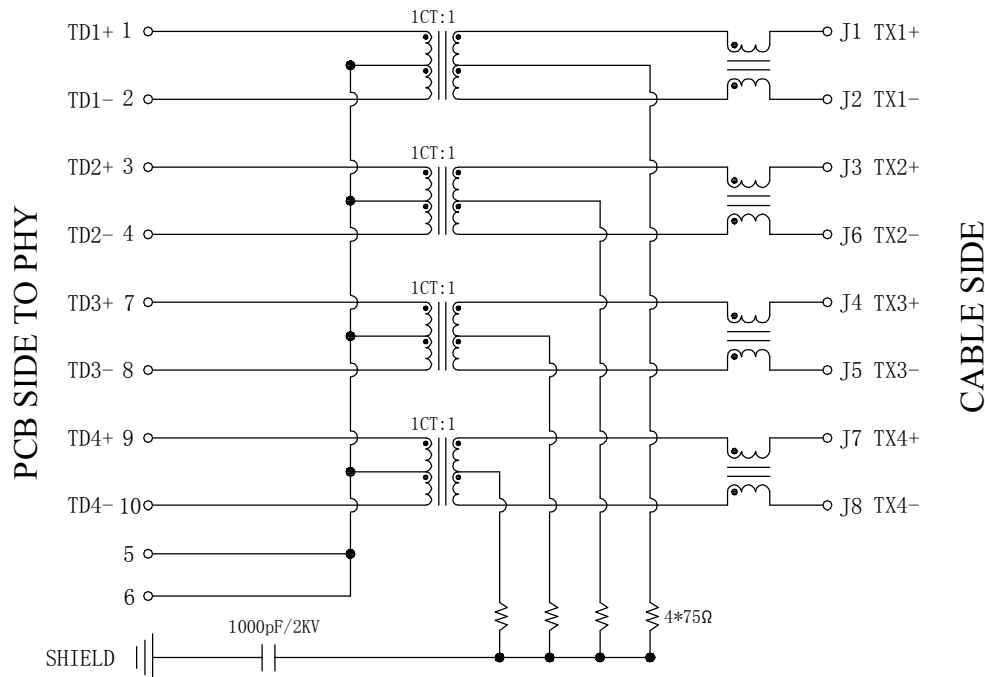 1CT:1
TD1+ 1
J1 TX1+
TD1- 2
J2 TX1-
1CT:1
TD2+ 3
J3 TX2+
TD2- 4
J6 TX2-
PCB SIDE TO PHY
CABLE SIDE
1CT:1
TD3+ 7
J4 TX3+
TD3- 8
J5 TX3-
1CT:1
TD4+ 9
J7 TX4+
TD4- 10
J8 TX4-
5
6
4*75Ω
1000pF/2KV
SHIELD